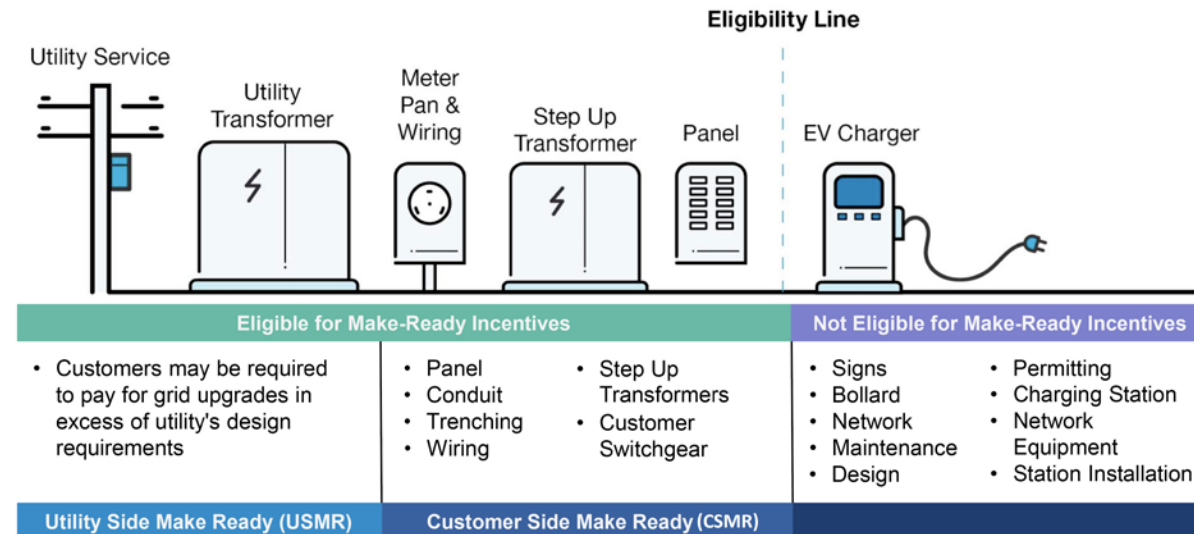 Eligibility Line
Utility Service
Utility
Transformer
Meter
Pan &
Wiring
Step Up
Transformer
Panel
EV Charger
Eligible for Make-Ready Incentives
Not Eligible for Make-Ready Incentives
• Customers may be required
to pay for grid upgrades in
excess of utility's design
requirements
• Panel
• Conduit
• Trenching
• Wiring
• Step Up
Transformers
• Customer
Switchgear
• Signs
• Bollard
• Network
• Maintenance
• Design
• Permitting
• Charging Station
• Network
Equipment
• Station Installation
Utility Side Make Ready (USMR)
Customer Side Make Ready (CSMR)